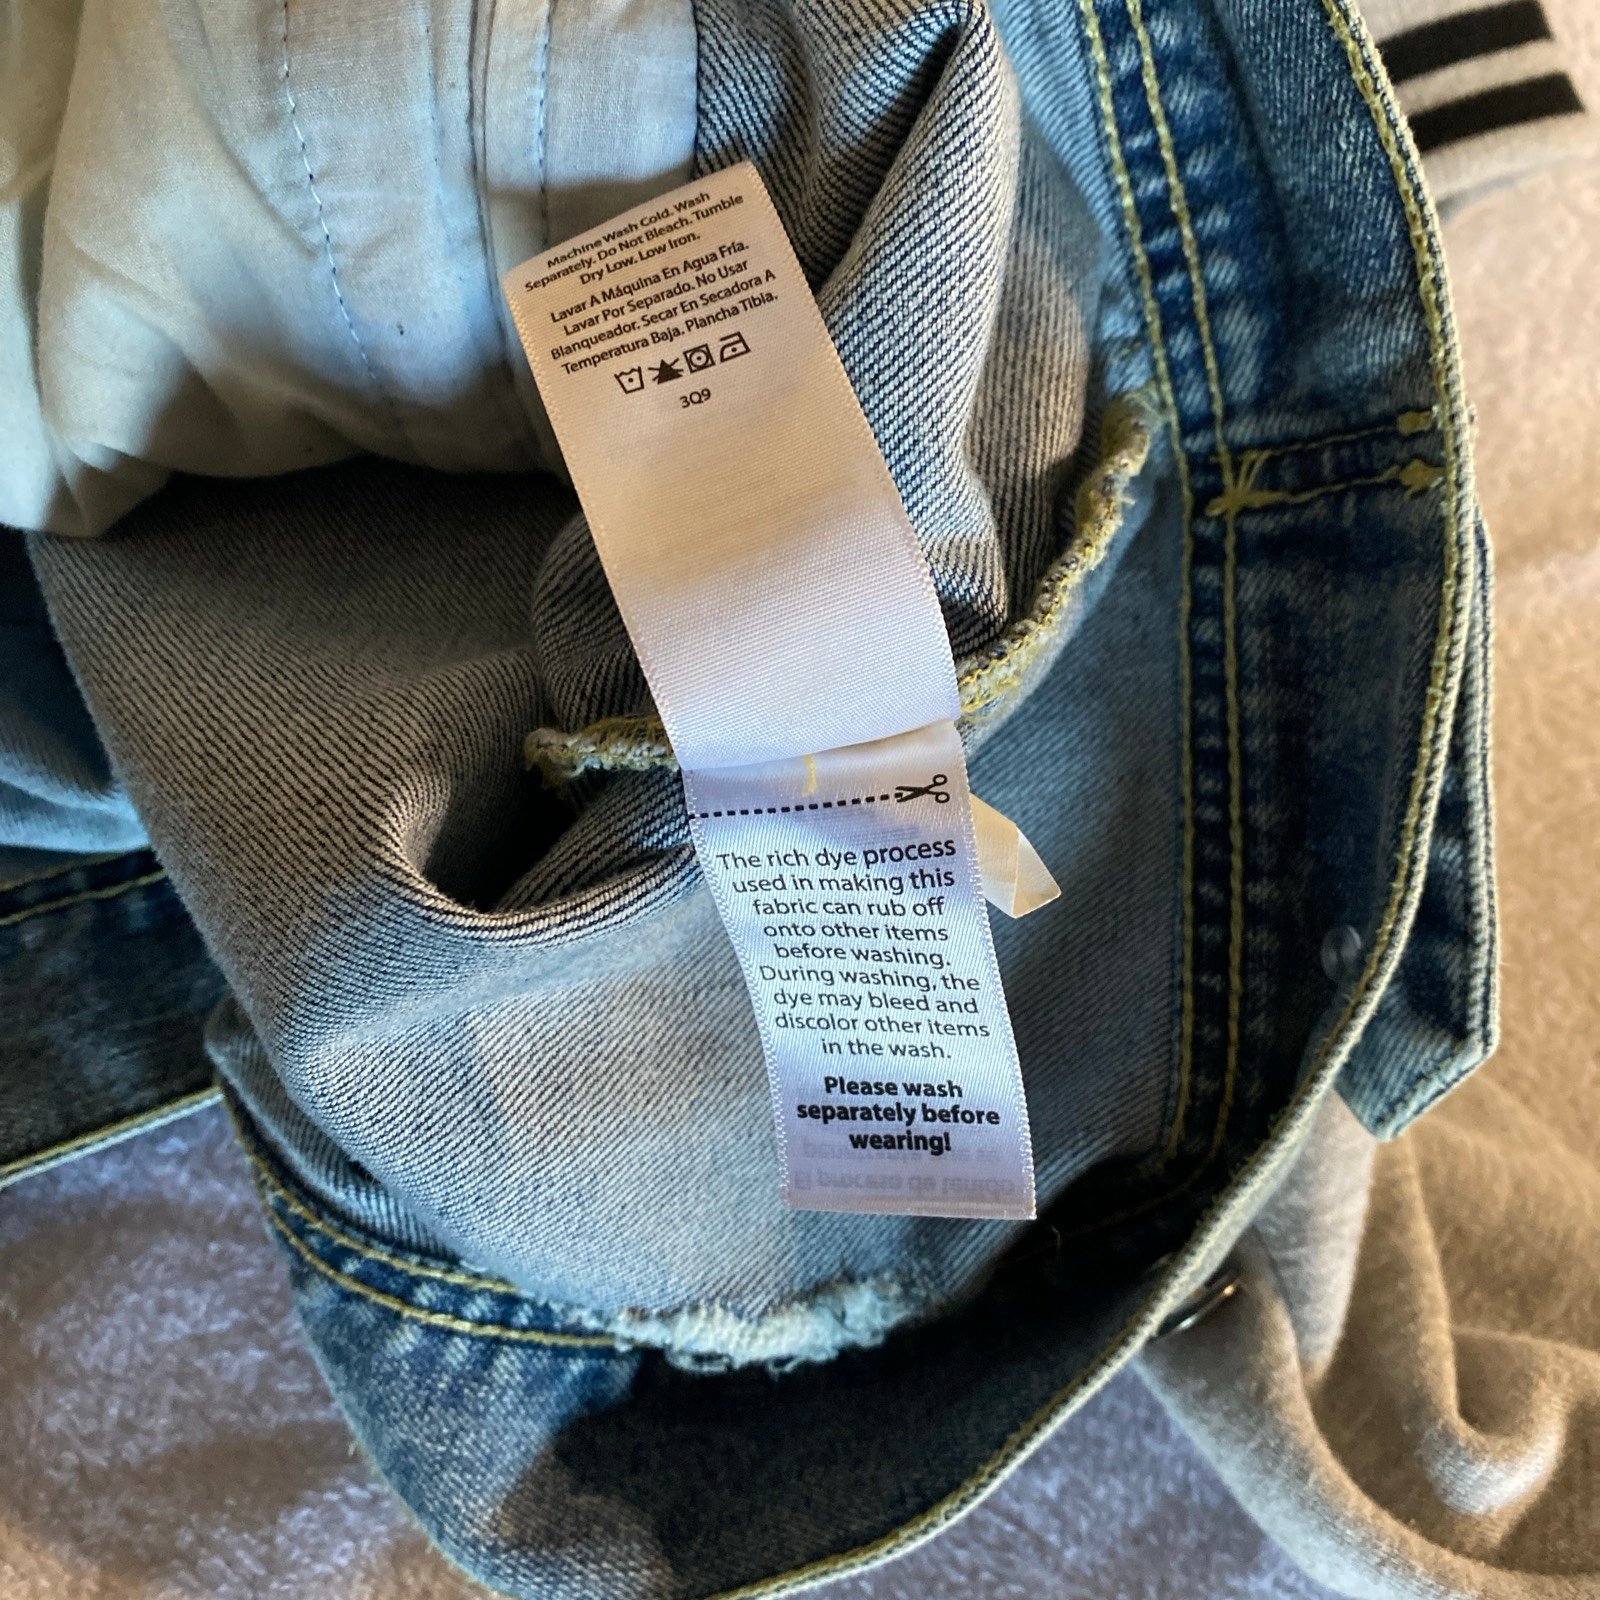 Machine Wash Cold. Wash
Separately. Do Not Bleach. Tumble
Dry Low. Low Iron.
Lavar A Máquina En Agua Fría.
Lavar Por Separado. No Usar
Blanqueador. Secar En Secadora A
Temperatura Baja. Plancha Tibla.
3Q9
The rich dye process
used in making this
fabric can rub off
onto other items
before washing.
During washing, the
dye may bleed and
discolor other items
in the wash.
Please wash
separately before
wearing!